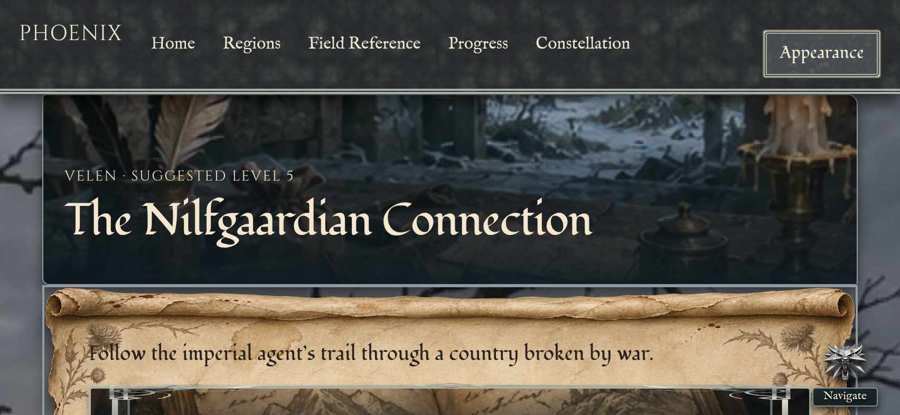 PHOENIX
Home
Regions
Field Reference
Progress
Constellation
Appearance
VELEN · SUGGESTED LEVEL 5
The Nilfgaardian Connection
Follow the imperial agent's trail through a country broken by war.
Navigate